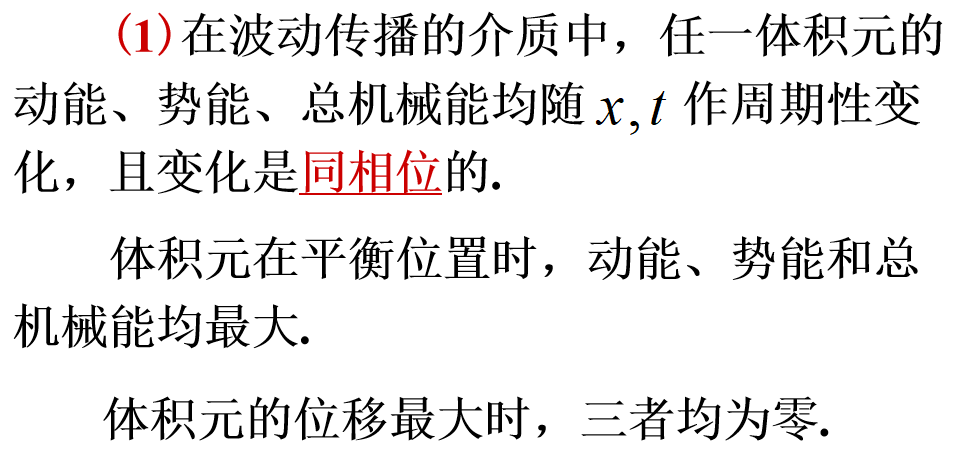 (1)在波动传播的介质中，任一体积元的
动能、势能、总机械能均随 x,t 作周期性变
化，且变化是同相位的.
体积元在平衡位置时，动能、势能和总
机械能均最大.
体积元的位移最大时，三者均为零.